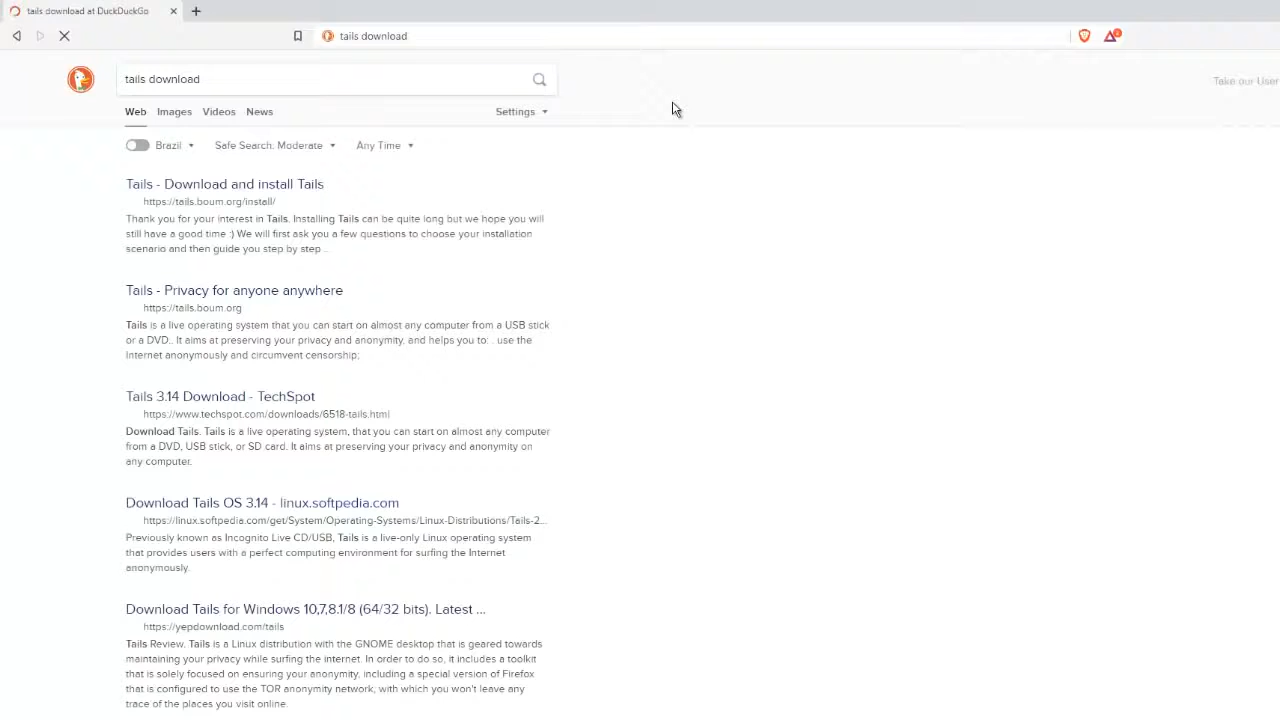 tails download at DuckDuckGo
tails download
2
tails download
Take our User
Web Images Videos News Settings
Brazil Safe Search: Moderate Any Time
Tails - Download and install Tails
https://tails.boum.org/install/
Thank you for your interest in Tails. Installing Tails can be quite long but we hope you will
still have a good time :) We will first ask you a few questions to choose your installation
scenario and then guide you step by step ...
Tails - Privacy for anyone anywhere
https://tails.boum.org
Tails is a live operating system that you can start on almost any computer from a USB stick
or a DVD.. It aims at preserving your privacy and anonymity, and helps you to: . use the
Internet anonymously and circumvent censorship;
Tails 3.14 Download - TechSpot
https://www.techspot.com/downloads/6518-tails.html
Download Tails. Tails is a live operating system, that you can start on almost any computer
from a DVD, USB stick, or SD card. It aims at preserving your privacy and anonymity on
any computer.
Download Tails OS 3.14 - linux.softpedia.com
https://linux.softpedia.com/get/System/Operating-Systems/Linux-Distributions/Tails-2...
Previously known as Incognito Live CD/USB, Tails is a live-only Linux operating system
that provides users with a perfect computing environment for surfing the Internet
anonymously.
Download Tails for Windows 10,7,8.1/8 (64/32 bits). Latest ...
https://yepdownload.com/tails
Tails Review. Tails is a Linux distribution with the GNOME desktop that is geared towards
maintaining your privacy while surfing the internet. In order to do so, it includes a toolkit
that is solely focused on ensuring your anonymity, including a special version of Firefox
that is configured to use the TOR anonymity network, with which you won't leave any
trace of the places you visit online.